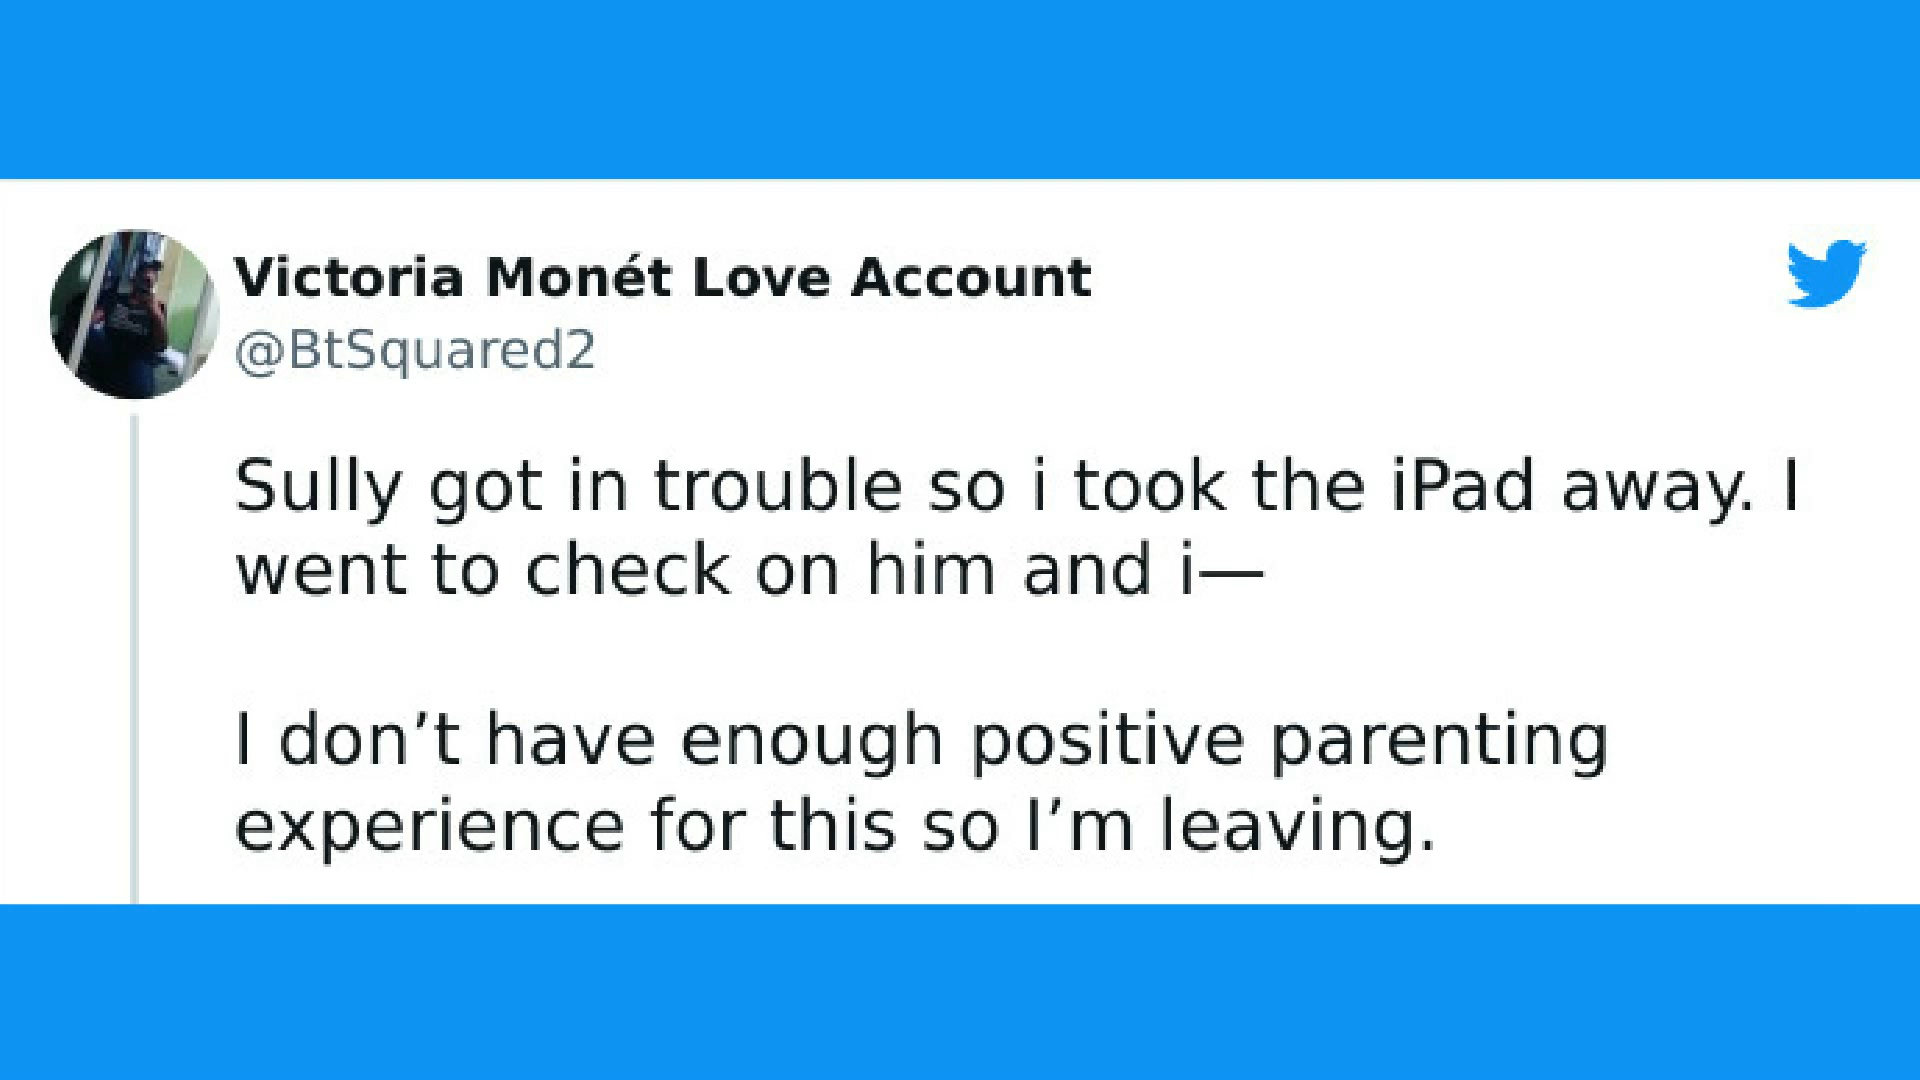 Victoria Monét Love Account
@BtSquared2
Sully got in trouble so i took the iPad away. I
went to check on him and i—
I don’t have enough positive parenting
experience for this so I’m leaving.